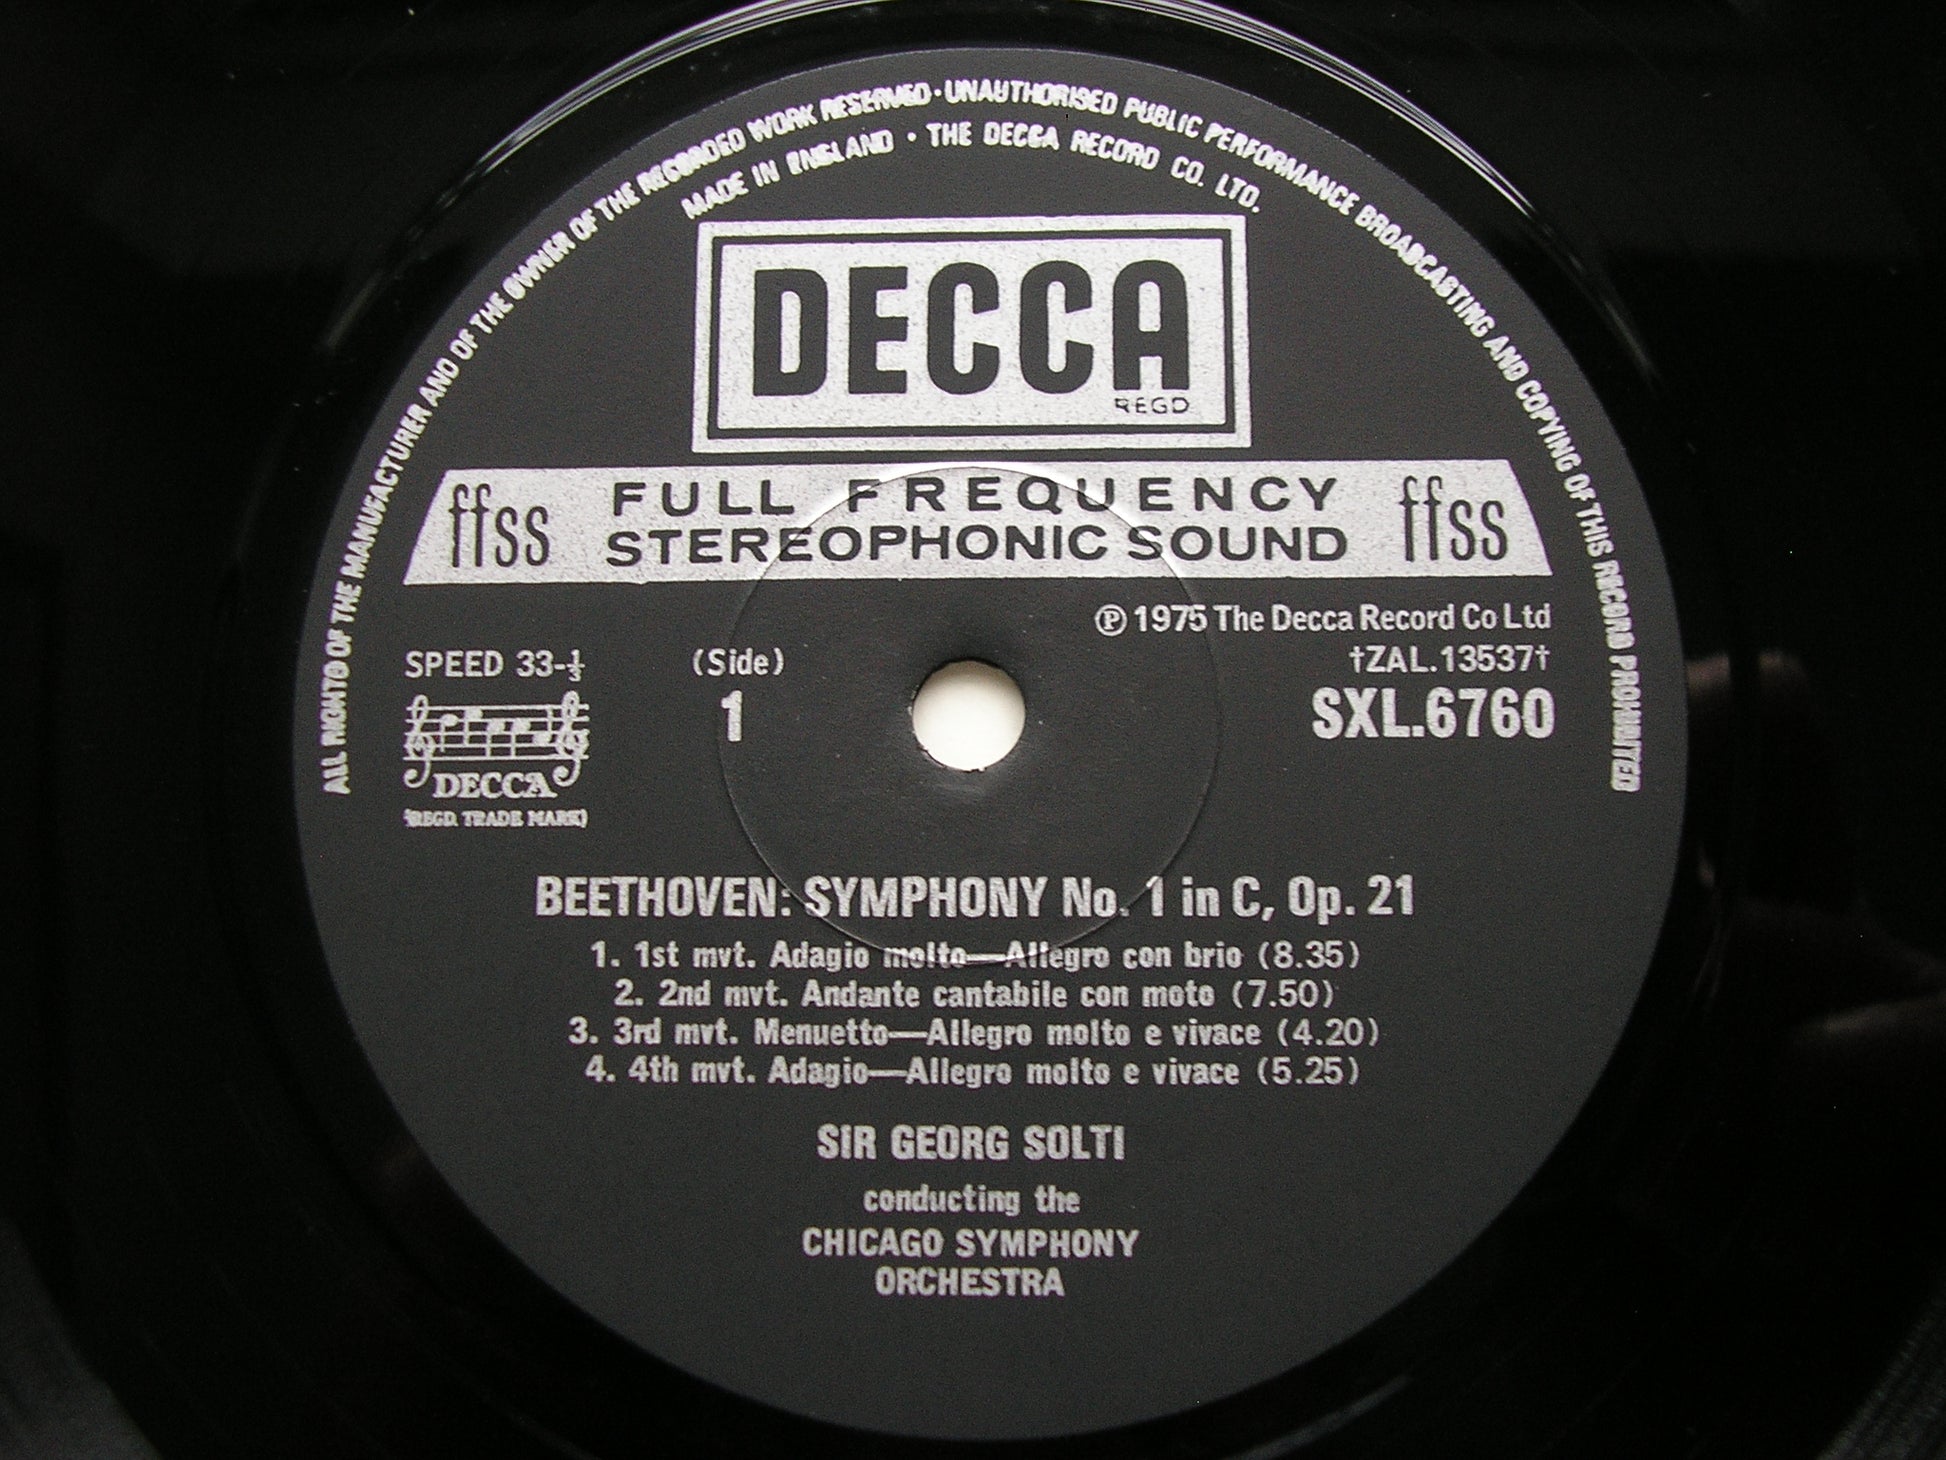 ALL RIGHTS OF THE MANUFACTURER AND OF THE OWNER OF THE RECORDED WORK RESERVED · UNAUTHORISED PUBLIC PERFORMANCE BROADCASTING AND COPYING OF THIS RECORD PROHIBITED
MADE IN ENGLAND · THE DECCA RECORD CO. LTD.
DECCA
REGD
ffss FULL FREQUENCY ffss
STEREOPHONIC SOUND
℗ 1975 The Decca Record Co Ltd
SPEED 33-⅓ (Side) †ZAL.13537†
1 SXL.6760
DECCA
(REGD. TRADE MARK)
BEETHOVEN: SYMPHONY No. 1 in C, Op. 21
1. 1st mvt. Adagio molto—Allegro con brio (8.35)
2. 2nd mvt. Andante cantabile con moto (7.50)
3. 3rd mvt. Menuetto—Allegro molto e vivace (4.20)
4. 4th mvt. Adagio—Allegro molto e vivace (5.25)
SIR GEORG SOLTI
conducting the
CHICAGO SYMPHONY
ORCHESTRA